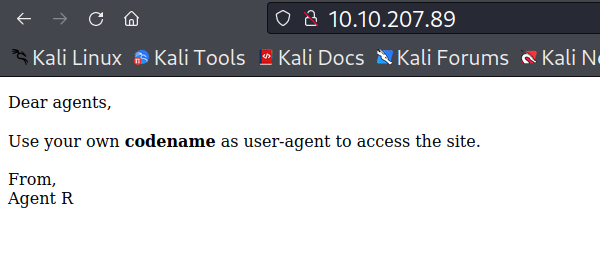 10.10.207.89
Kali Linux Kali Tools Kali Docs Kali Forums Kali
Dear agents,
Use your own codename as user-agent to access the site.
From,
Agent R